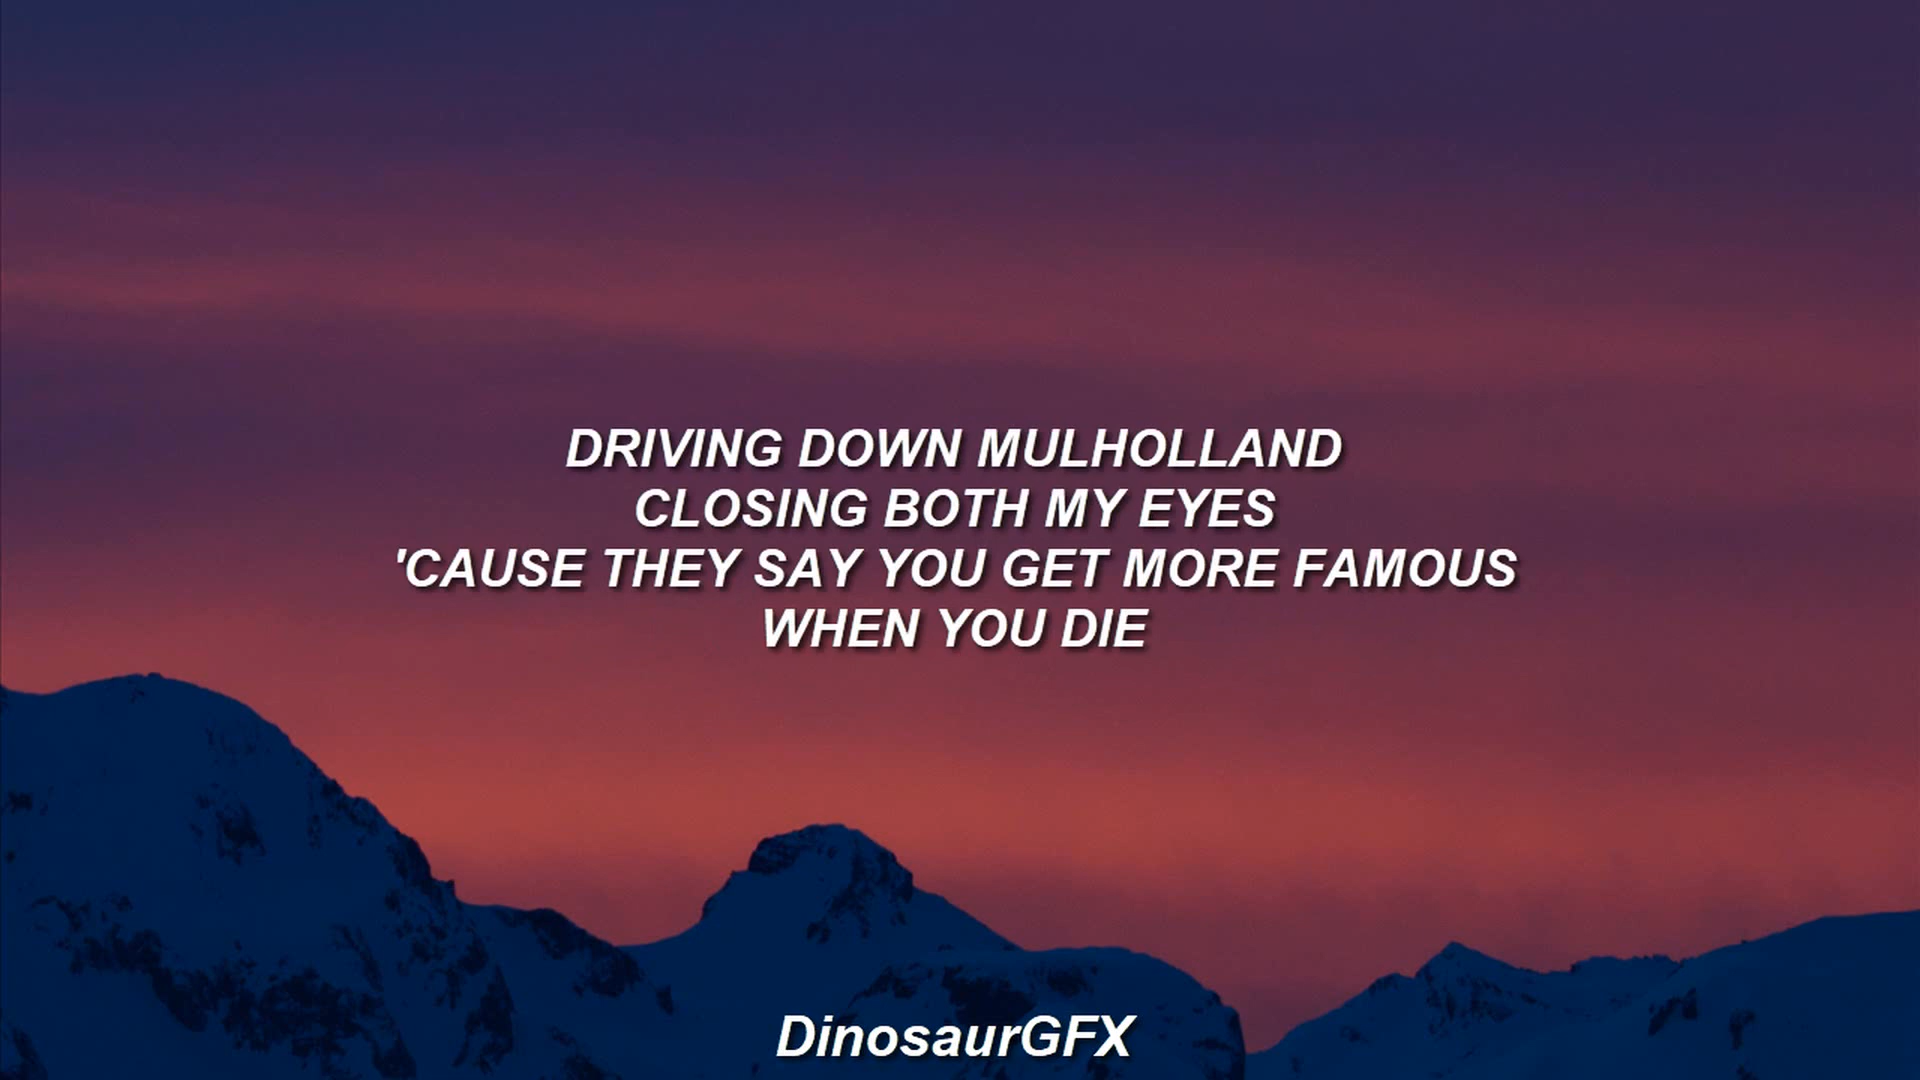 DRIVING DOWN MULHOLLAND
CLOSING BOTH MY EYES
'CAUSE THEY SAY YOU GET MORE FAMOUS
WHEN YOU DIE
DinosaurGFX